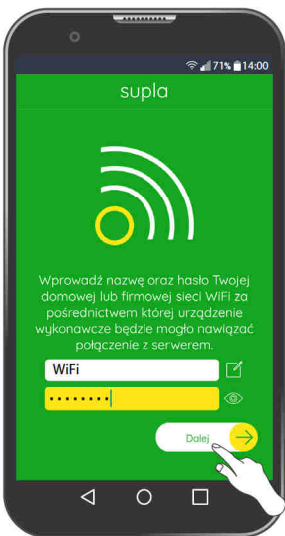 71% 14:00
supla
Wprowadź nazwę oraz hasło Twojej
domowej lub firmowej sieci WiFi za
pośrednictwem której urządzenie
wykonawcze będzie mogło nawiązać
połączenie z serwerem.
WiFi
••••••••
Dalej